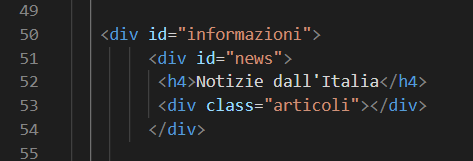 49
50 <div id="informazioni">
51 <div id="news">
52 <h4>Notizie dall'Italia</h4>
53 <div class="articoli"></div>
54 </div>
55